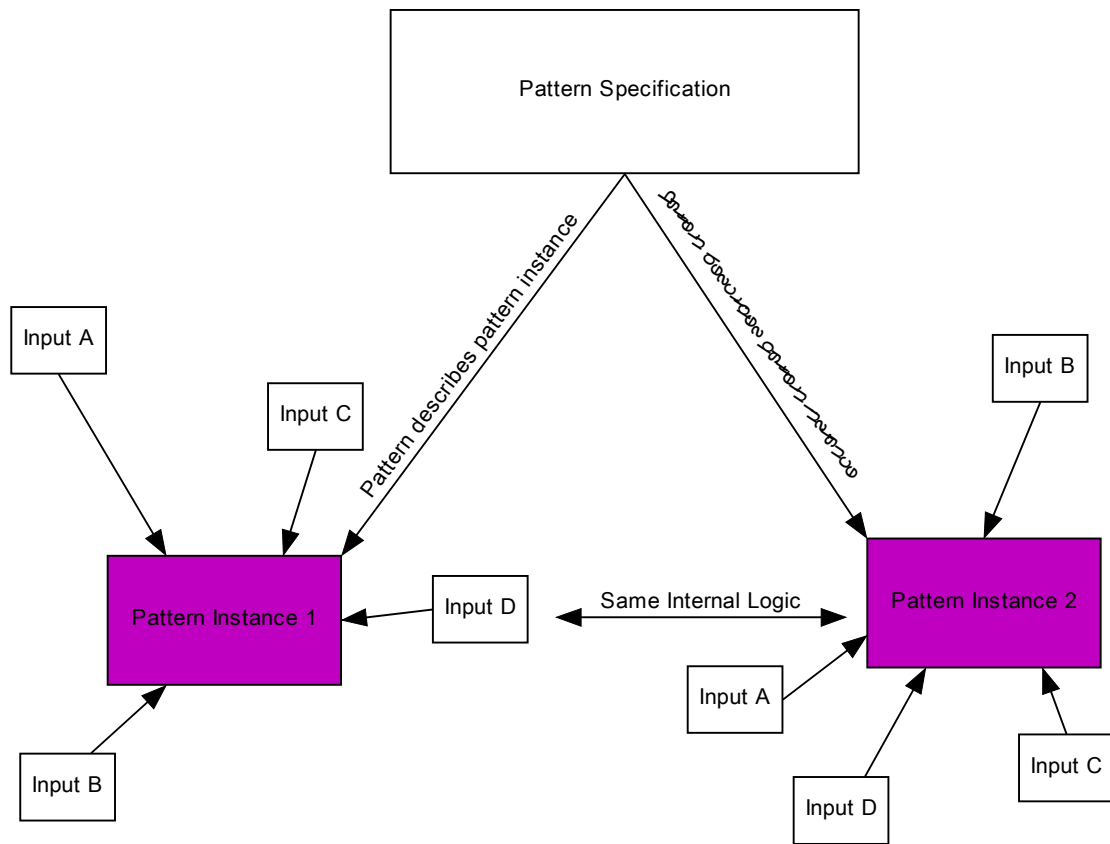 Pattern Specification
Pattern describes pattern instance
Input A
Input B
Input C
Pattern Instance 1
Input D
Same Internal Logic
Pattern Instance 2
Input A
Input B
Input C
Input D